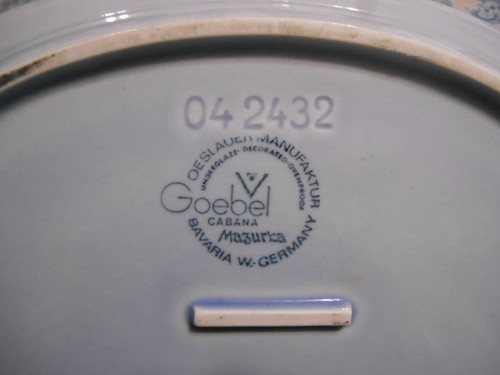 04 2432
OESLAUER MANUFAKTUR
UNDERGLAZE-DECORATED-OVENPROOF
Goebel
CABANA
Mazurka
BAVARIA W.-GERMANY